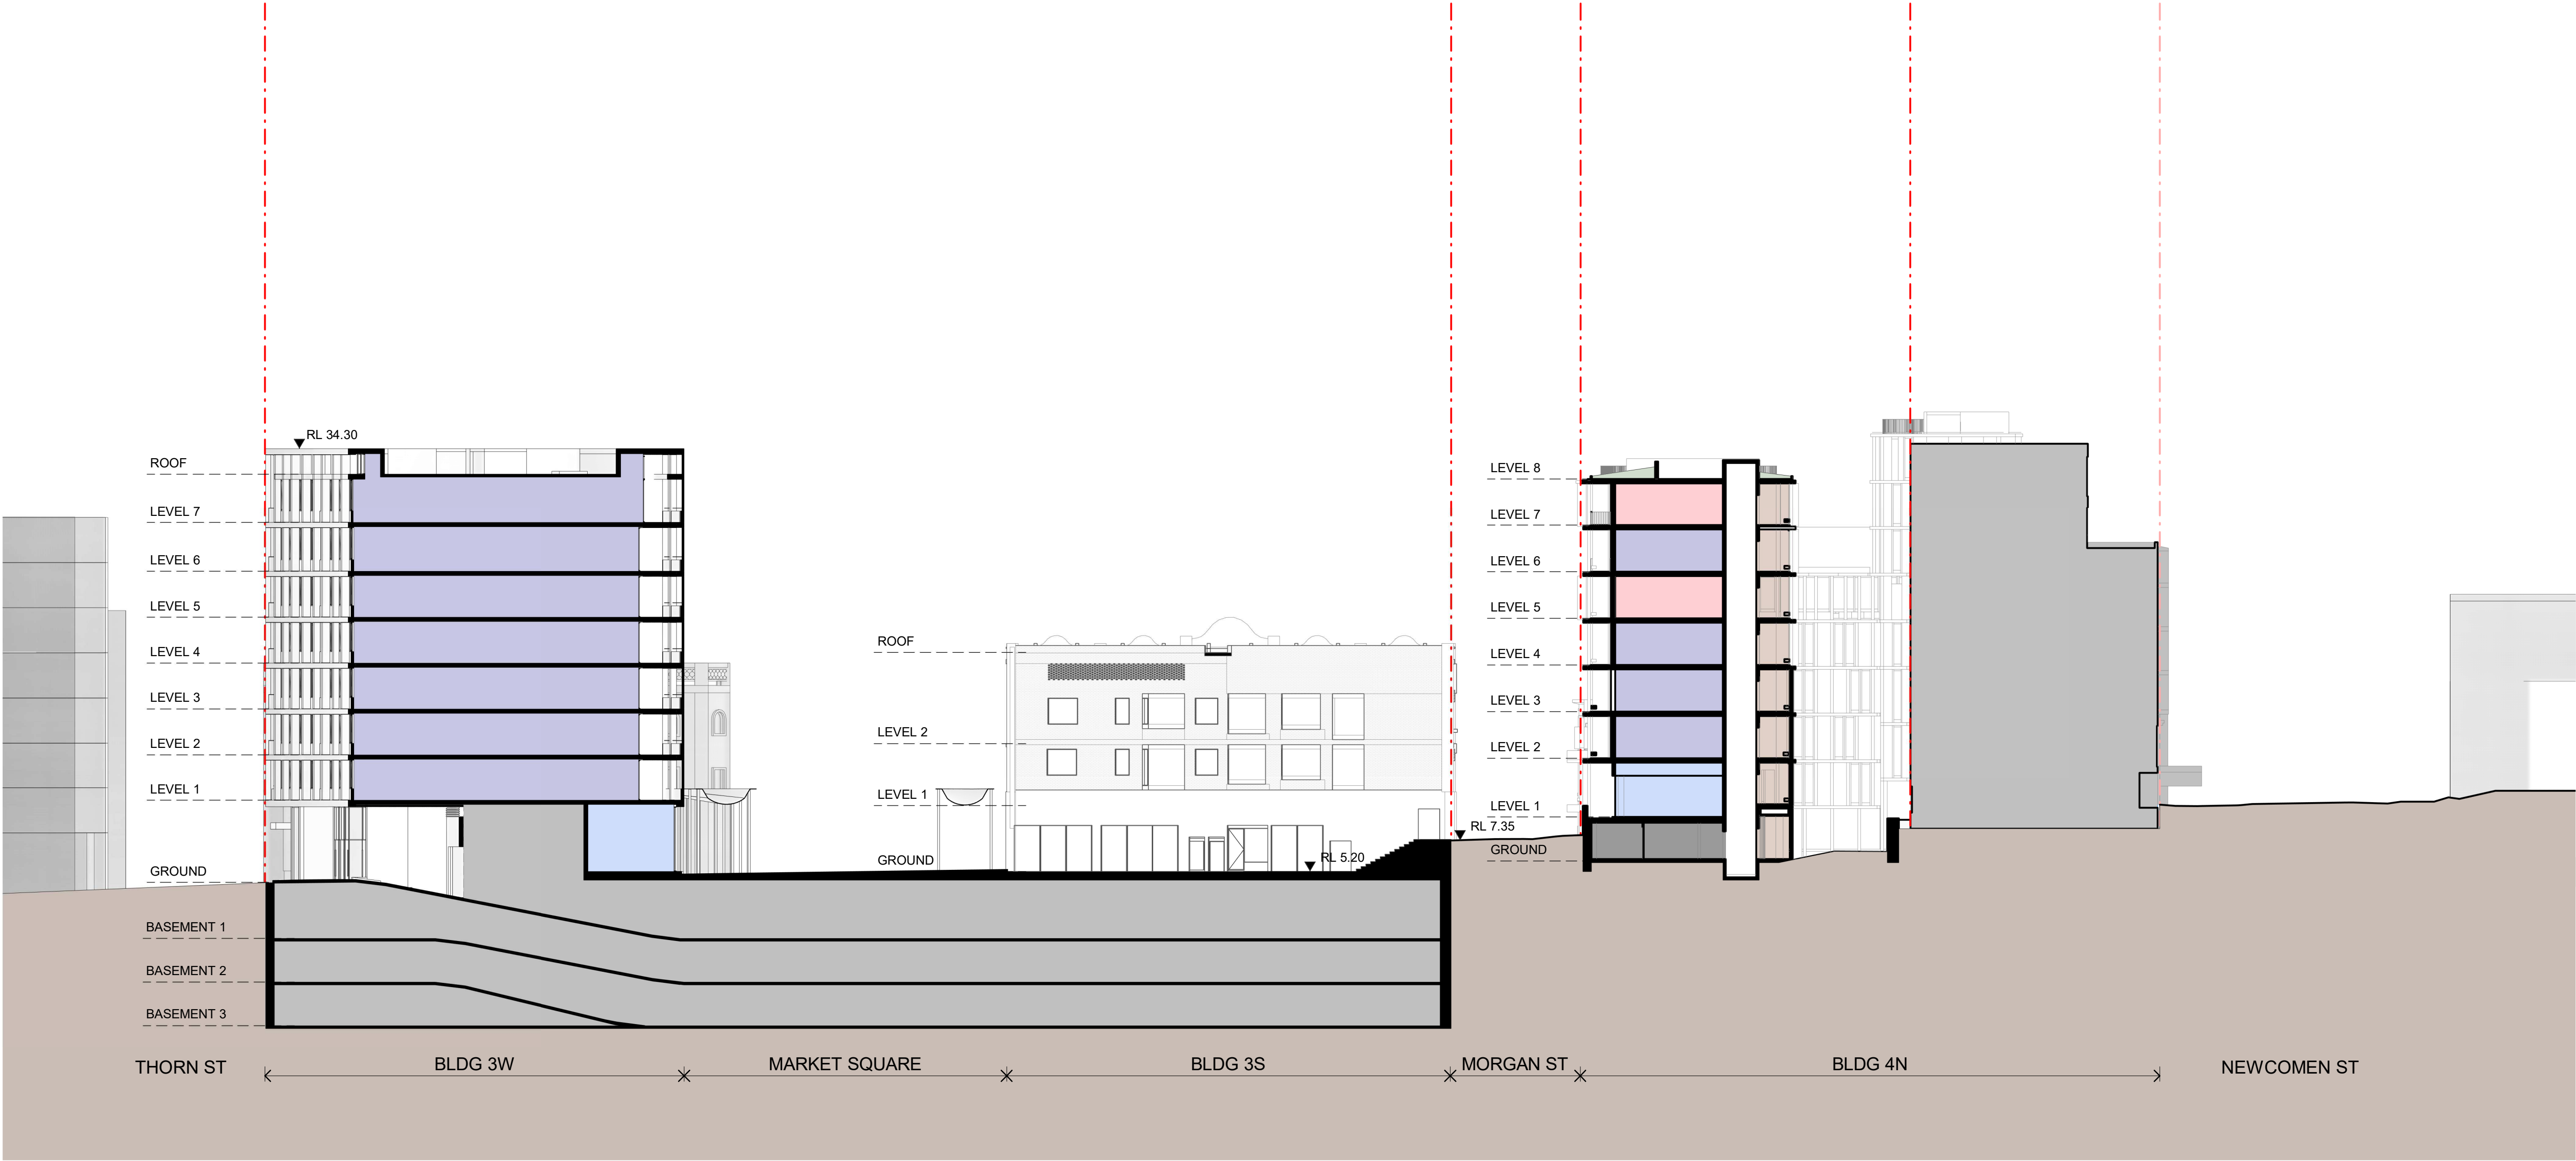 RL 34.30
ROOF
LEVEL 7
LEVEL 6
LEVEL 5
LEVEL 4
LEVEL 3
LEVEL 2
LEVEL 1
GROUND
BASEMENT 1
BASEMENT 2
BASEMENT 3
ROOF
LEVEL 2
LEVEL 1
GROUND
RL 5.20
RL 7.35
LEVEL 8
LEVEL 7
LEVEL 6
LEVEL 5
LEVEL 4
LEVEL 3
LEVEL 2
LEVEL 1
GROUND
THORN ST
BLDG 3W
MARKET SQUARE
BLDG 3S
MORGAN ST
BLDG 4N
NEWCOMEN ST